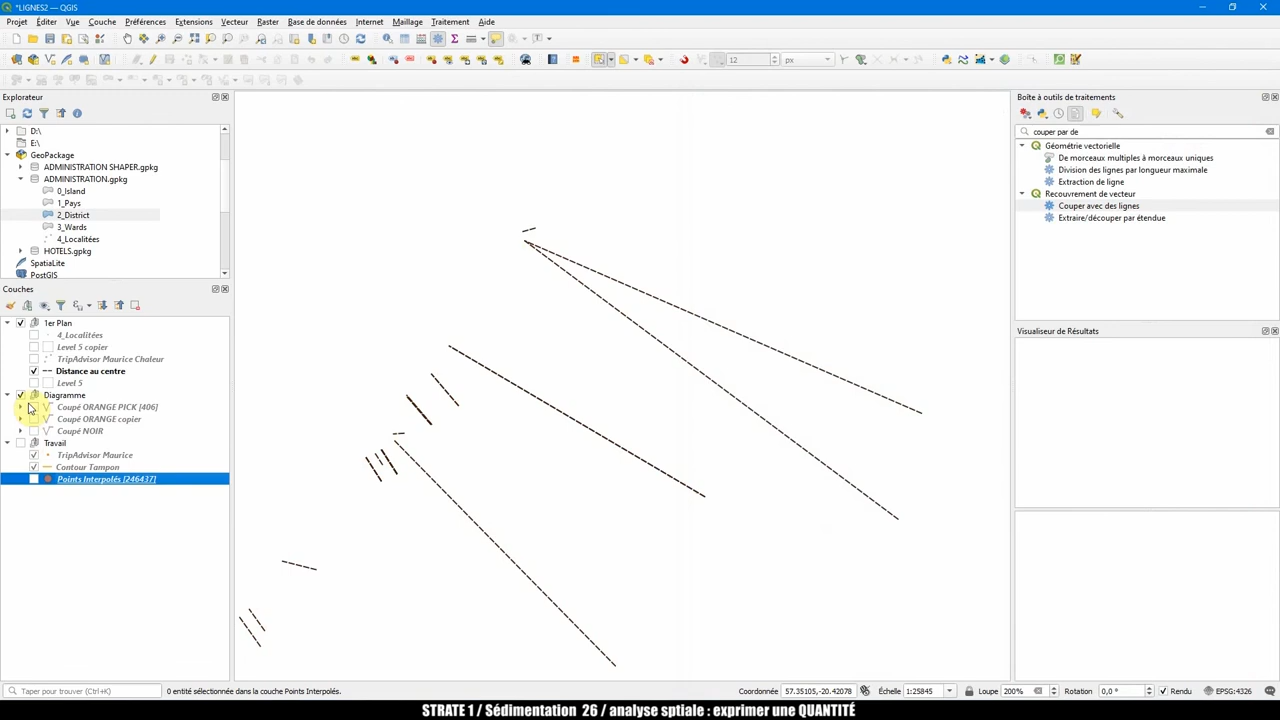 *LIGNES2 — QGIS
Projet Éditer Vue Couche Préférences Extensions Vecteur Raster Base de données Internet Maillage Traitement Aide
12 px
Explorateur
D:\
E:\
GeoPackage
ADMINISTRATION SHAPER.gpkg
ADMINISTRATION.gpkg
0_Island
1_Pays
2_District
3_Wards
4_Localitées
HOTELS.gpkg
SpatiaLite
PostGIS
Couches
1er Plan
4_Localitées
Level 5 copier
TripAdvisor Maurice Chaleur
Distance au centre
Level 5
Diagramme
Coupé ORANGE PICK [406]
Coupé ORANGE copier
Coupé NOIR
Travail
TripAdvisor Maurice
Contour Tampon
Points Interpolés [246437]
Boîte à outils de traitements
couper par de
Géométrie vectorielle
De morceaux multiples à morceaux uniques
Division des lignes par longueur maximale
Extraction de ligne
Recouvrement de vecteur
Couper avec des lignes
Extraire/découper par étendue
Visualiseur de Résultats
Taper pour trouver (Ctrl+K)
0 entité sélectionnée dans la couche Points Interpolés.
Coordonnée 57.35105,-20.42078 Échelle 1:25845 Loupe 200% Rotation 0,0 ° Rendu EPSG:4326
STRATE 1 / Sédimentation 26 / analyse sptiale : exprimer une QUANTITÉ